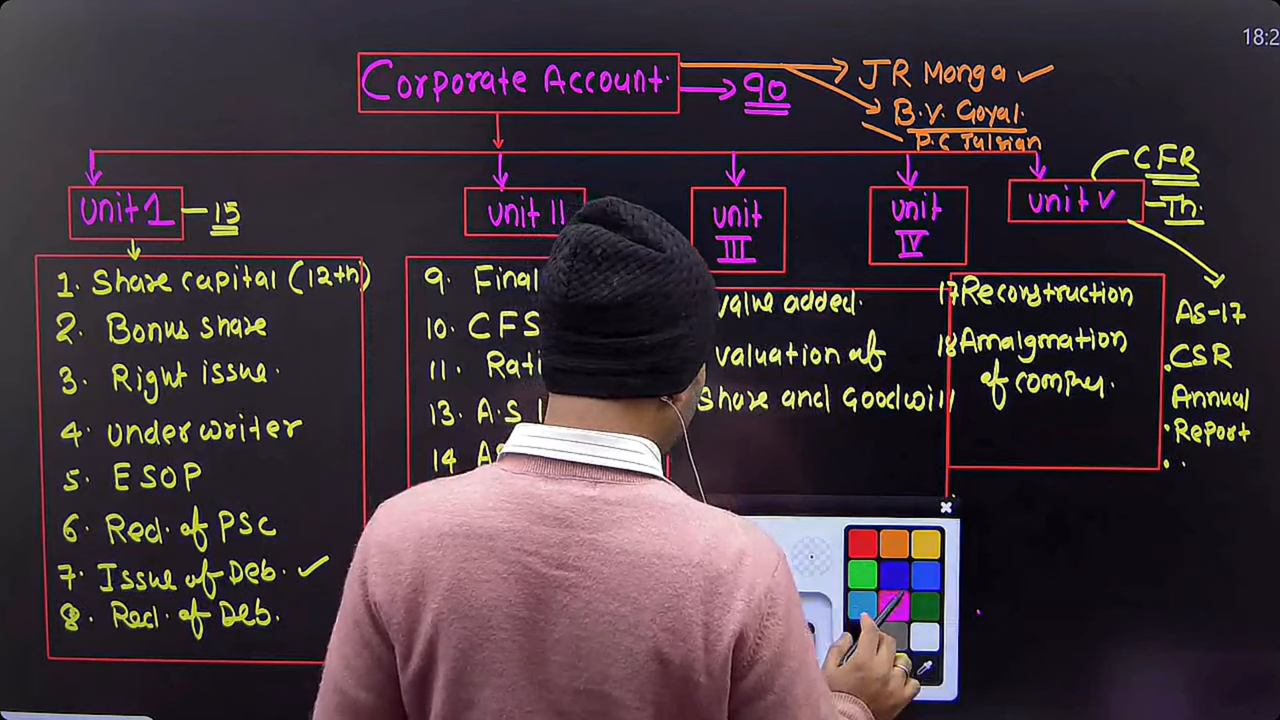 18:2
Corporate Account.
90
JR Monga
B.V. Goyal.
P.C Tulsian
CFR
Th.
unit 1
15
unit II
unit
III
unit
IV
unit V
1. Share capital (12th)
2. Bonus share
3. Right issue.
4. underwriter
5. ESOP
6. Red. of PSC
7. Issue of Deb.
8. Red. of Deb.
9. Final
10. CFS
11. Rati
13. A.S
14. A
value added.
valuation of
share and Goodwill
17 Reconstruction
18 Amalgmation
of
AS-17
CSR
Annual
Report